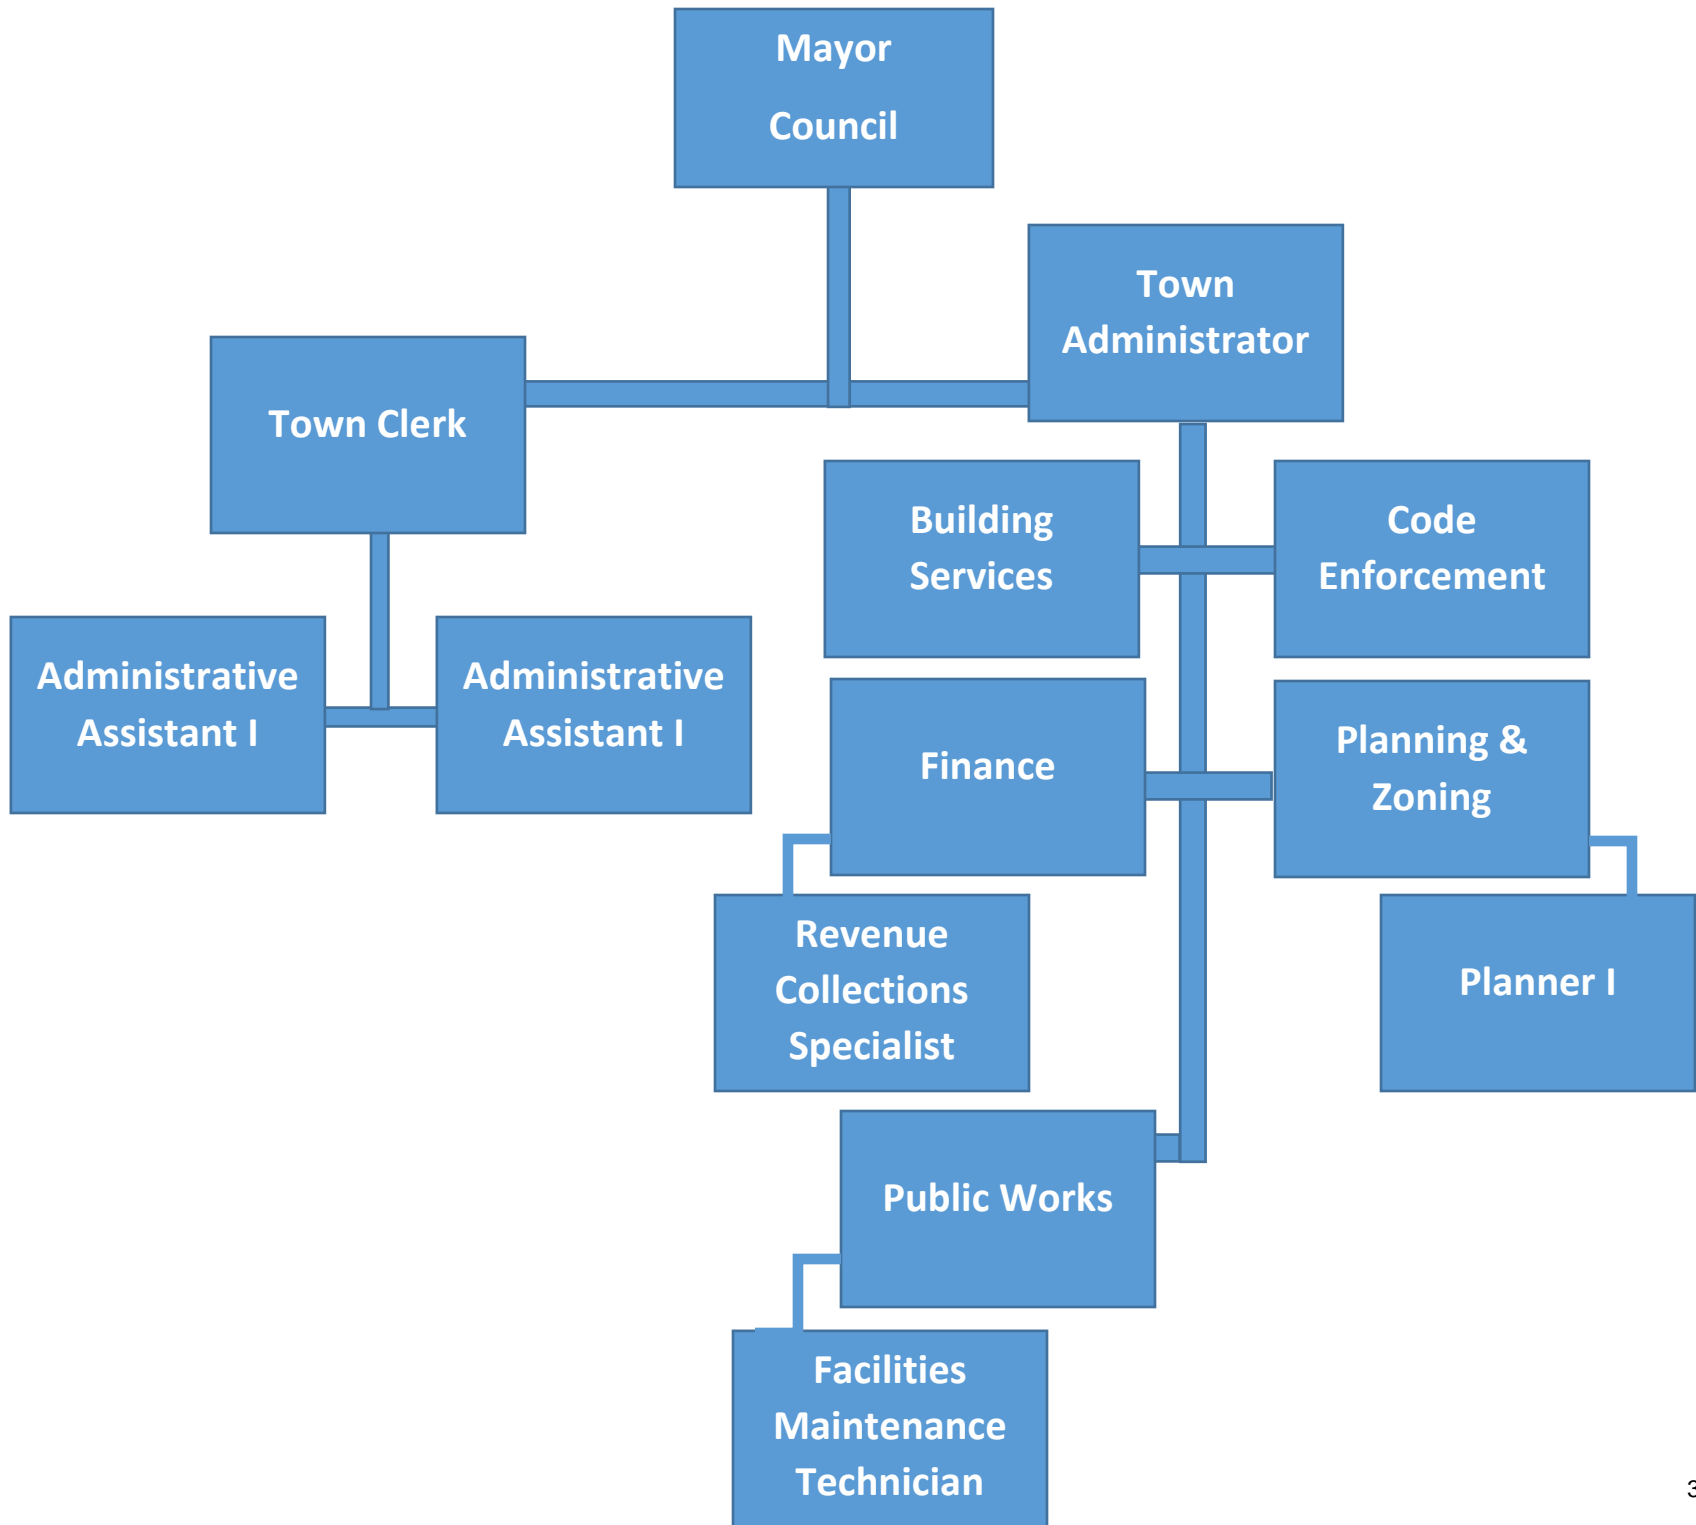 Mayor
Council
Town
Administrator
Town Clerk
Building
Services
Code
Enforcement
Administrative
Assistant I
Administrative
Assistant I
Finance
Planning &
Zoning
Revenue
Collections
Specialist
Planner I
Public Works
Facilities
Maintenance
Technician
3